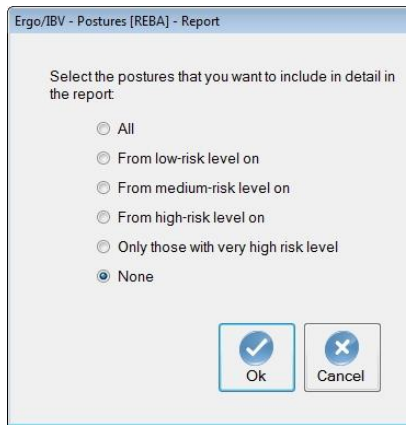 Ergo/IBV - Postures [REBA] - Report
Select the postures that you want to include in detail in
the report:
All
From low-risk level on
From medium-risk level on
From high-risk level on
Only those with very high risk level
None
Ok
Cancel